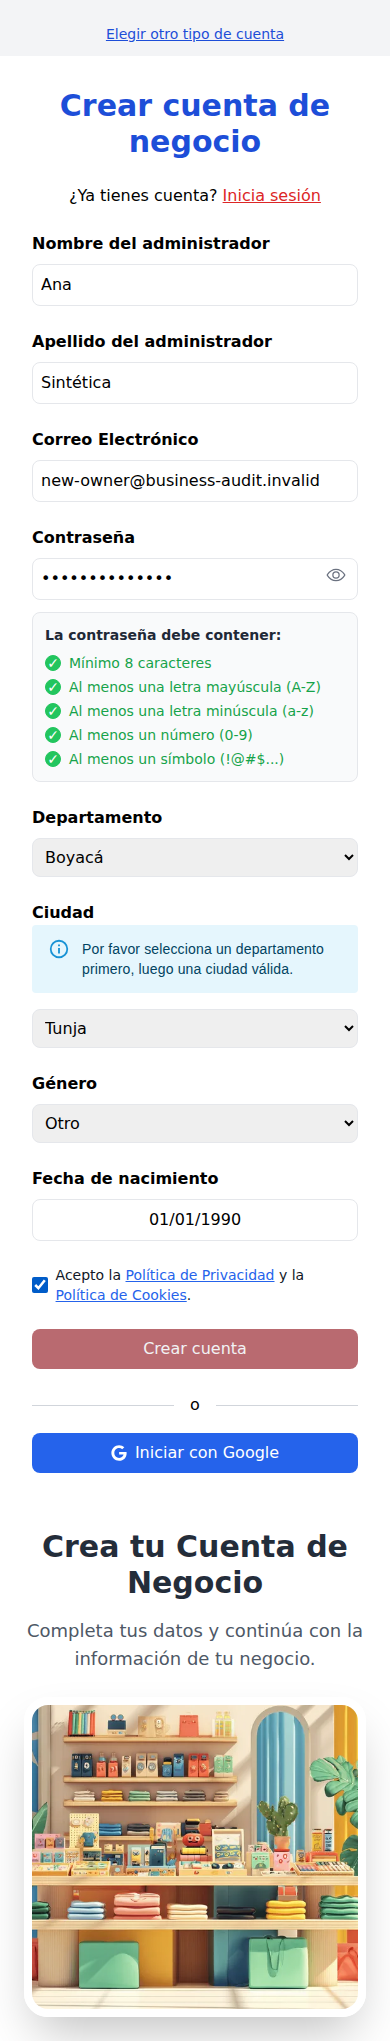 Elegir otro tipo de cuenta
Crear cuenta de
negocio
¿Ya tienes cuenta? Inicia sesión
Nombre del administrador
Ana
Apellido del administrador
Sintética
Correo Electrónico
new-owner@business-audit.invalid
Contraseña
••••••••••••••
La contraseña debe contener:
Mínimo 8 caracteres
Al menos una letra mayúscula (A-Z)
Al menos una letra minúscula (a-z)
Al menos un número (0-9)
Al menos un símbolo (!@#$...)
Departamento
Boyacá
Ciudad
Por favor selecciona un departamento
primero, luego una ciudad válida.
Tunja
Género
Otro
Fecha de nacimiento
01/01/1990
Acepto la Política de Privacidad y la
Política de Cookies.
Crear cuenta
o
Iniciar con Google
Crea tu Cuenta de
Negocio
Completa tus datos y continúa con la
información de tu negocio.